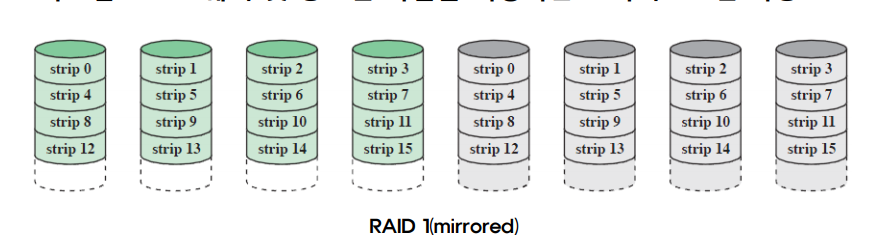 strip 0 strip 1 strip 2 strip 3 strip 0 strip 1 strip 2 strip 3
strip 4 strip 5 strip 6 strip 7 strip 4 strip 5 strip 6 strip 7
strip 8 strip 9 strip 10 strip 11 strip 8 strip 9 strip 10 strip 11
strip 12 strip 13 strip 14 strip 15 strip 12 strip 13 strip 14 strip 15
RAID 1(mirrored)